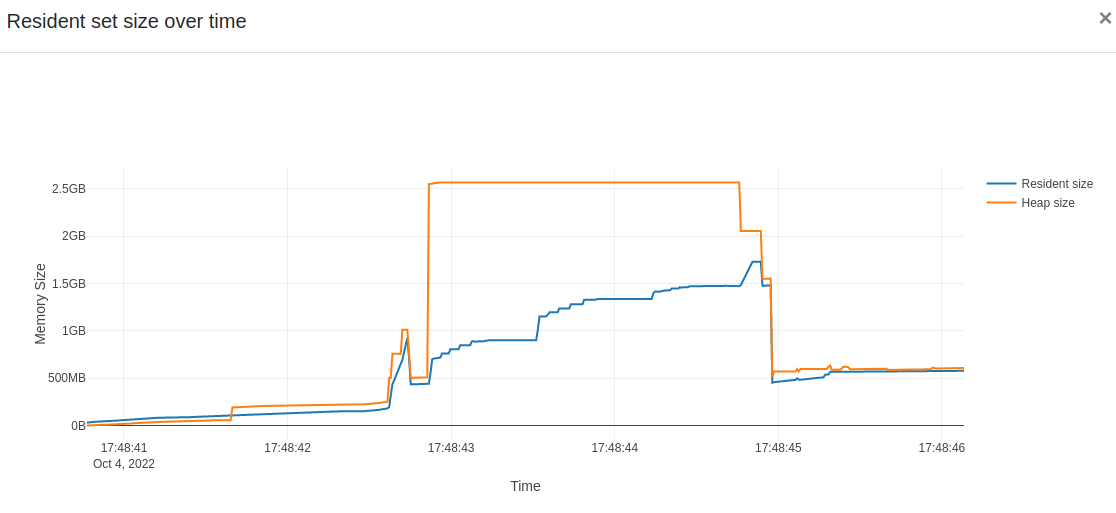 Resident set size over time
×
2.5GB
2GB
1.5GB
1GB
500MB
0B
Memory Size
17:48:41
Oct 4, 2022
17:48:42
17:48:43
17:48:44
17:48:45
17:48:46
Time
Resident size
Heap size